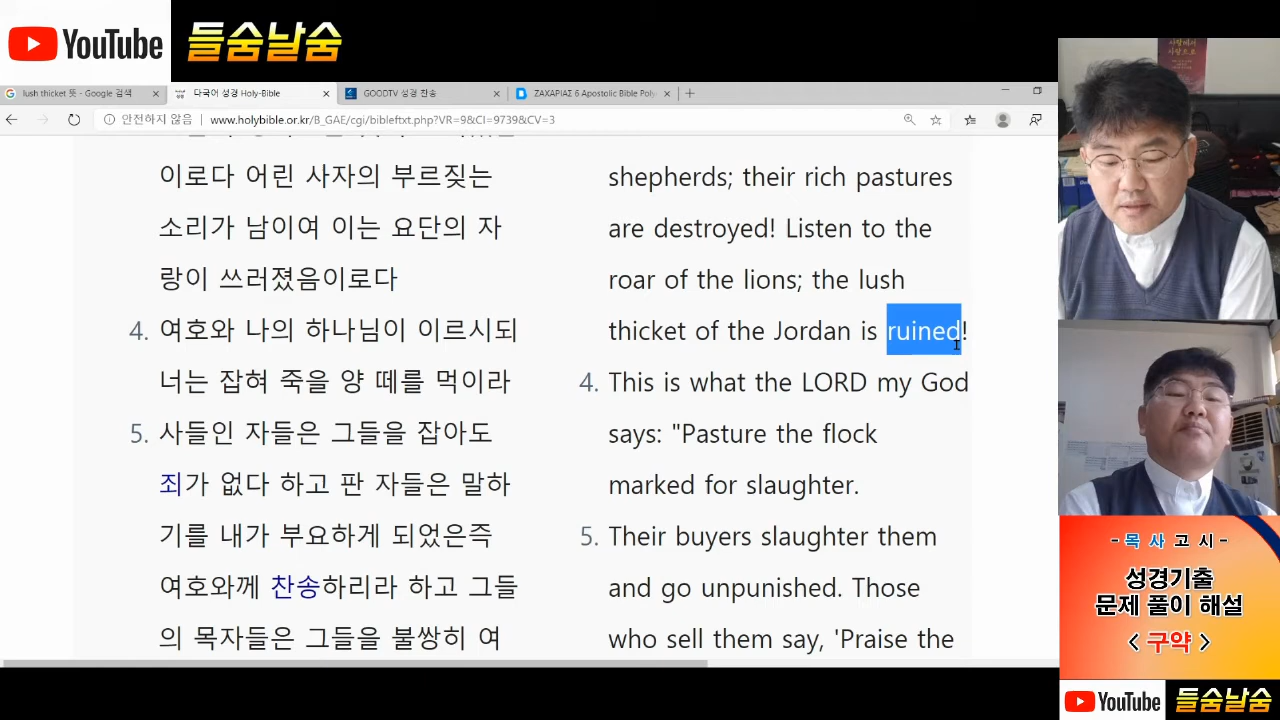 YouTube
들숨날숨
lush thicket 뜻 - Google 검색
다국어 성경 Holy-Bible
GOODTV 성경 찬송
ΖΑΧΑΡΙΑΣ 6 Apostolic Bible Poly
안전하지 않음
www.holybible.or.kr/B_GAE/cgi/bibleftxt.php?VR=9&CI=9739&CV=3
이로다 어린 사자의 부르짖는
소리가 남이여 이는 요단의 자
랑이 쓰러졌음이로다
4. 여호와 나의 하나님이 이르시되
너는 잡혀 죽을 양 떼를 먹이라
5. 사들인 자들은 그들을 잡아도
죄가 없다 하고 판 자들은 말하
기를 내가 부요하게 되었은즉
여호와께 찬송하리라 하고 그들
의 목자들은 그들을 불쌍히 여
shepherds; their rich pastures
are destroyed! Listen to the
roar of the lions; the lush
thicket of the Jordan is ruined!
4. This is what the LORD my God
says: "Pasture the flock
marked for slaughter.
5. Their buyers slaughter them
and go unpunished. Those
who sell them say, 'Praise the
사랑에서
사랑으로
- 목 사 고 시 -
성경기출
문제 풀이 해설
< 구약 >
YouTube
들숨날숨